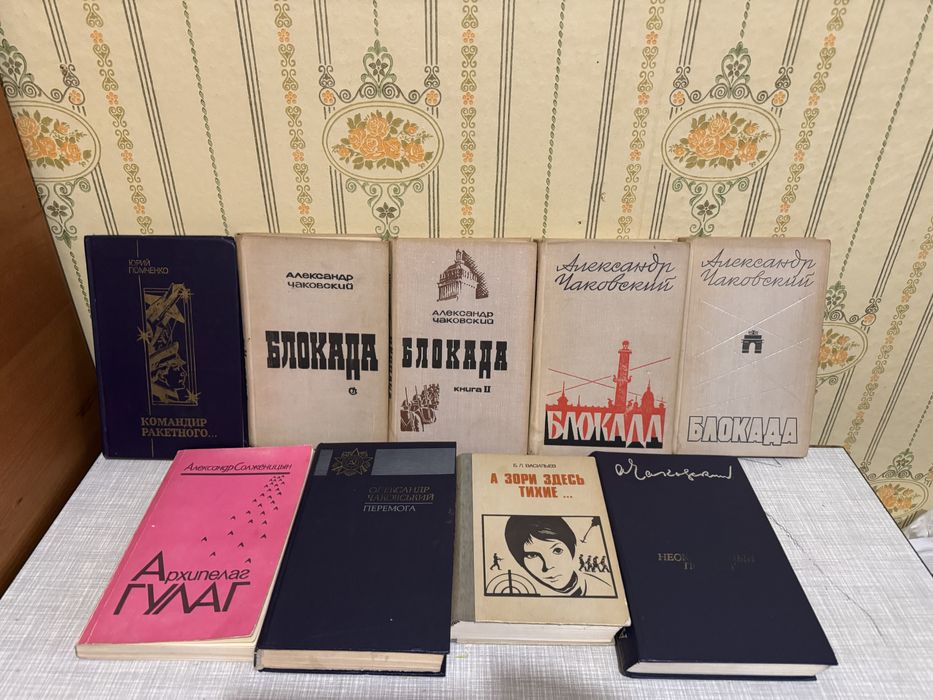 ЮРИЙ
ПОМЧЕНКО
КОМАНДИР
РАКЕТНОГО...
АЛЕКСАНДР
ЧАКОВСКИЙ
БЛОКАДА
АЛЕКСАНДР
ЧАКОВСКИЙ
БЛОКАДА
КНИГА II
Александр
Чаковский
БЛОКАДА
Александр
Чаковский
БЛОКАДА
Александр Солженицын
Архипелаг
ГУЛАГ
ОЛЕКСАНДР
ЧАКОВСЬКИЙ
ПЕРЕМОГА
Б. Л. ВАСИЛЬЕВ
А ЗОРИ ЗДЕСЬ
ТИХИЕ...
А Чаковский